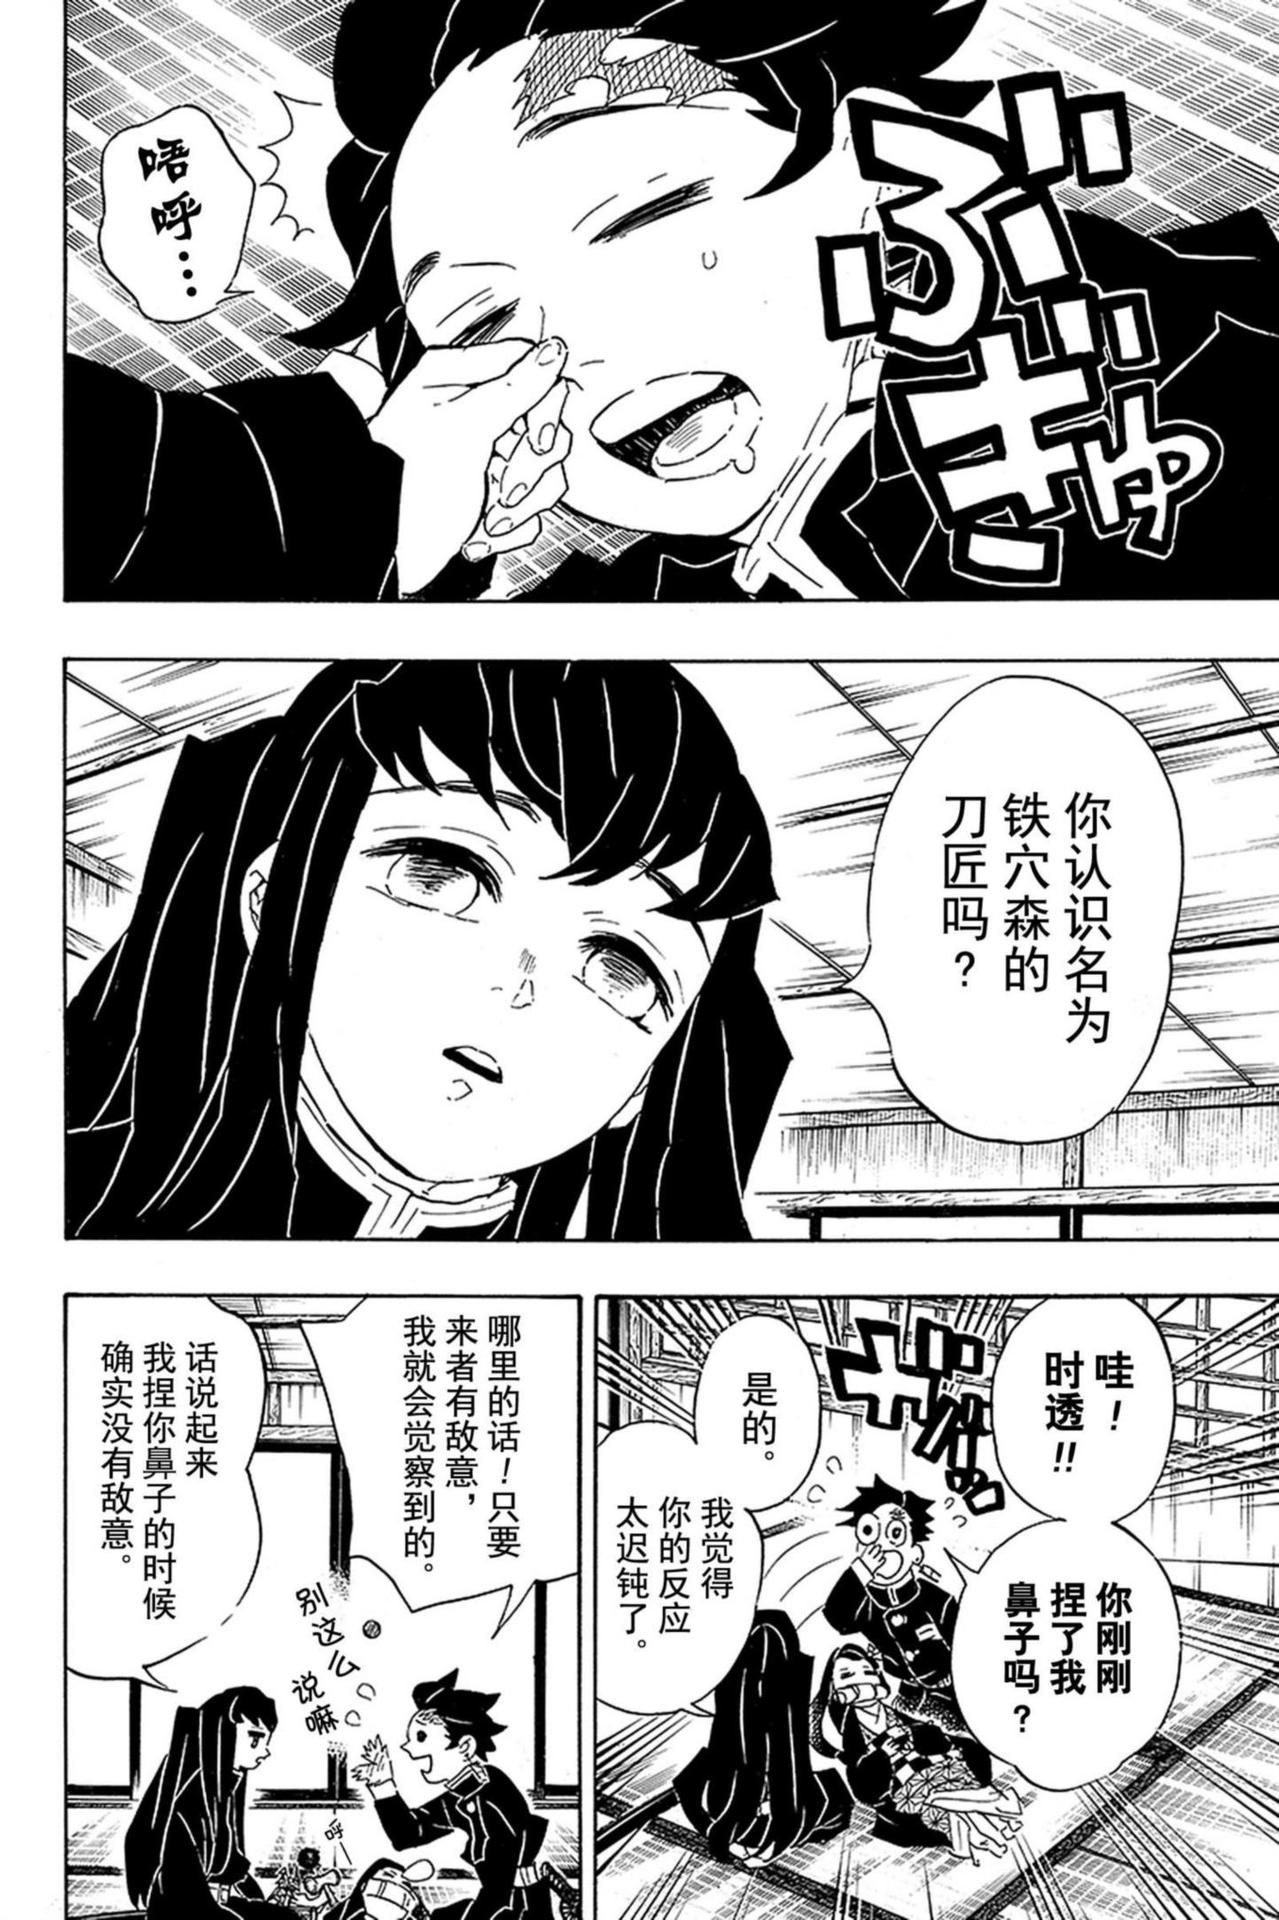 ぶぎゅ
唔
呼…
你认识名为
铁穴森的
刀匠吗？
哇！
时透!!
你刚刚
捏了我
鼻子吗？
是的。
我觉得
你的反应
太迟钝了。
哪里的话！只要
来者有敌意，
我就会觉察到的。
别这么
说嘛
话说起来
我捏你鼻子的时候
确实没有敌意。
呼